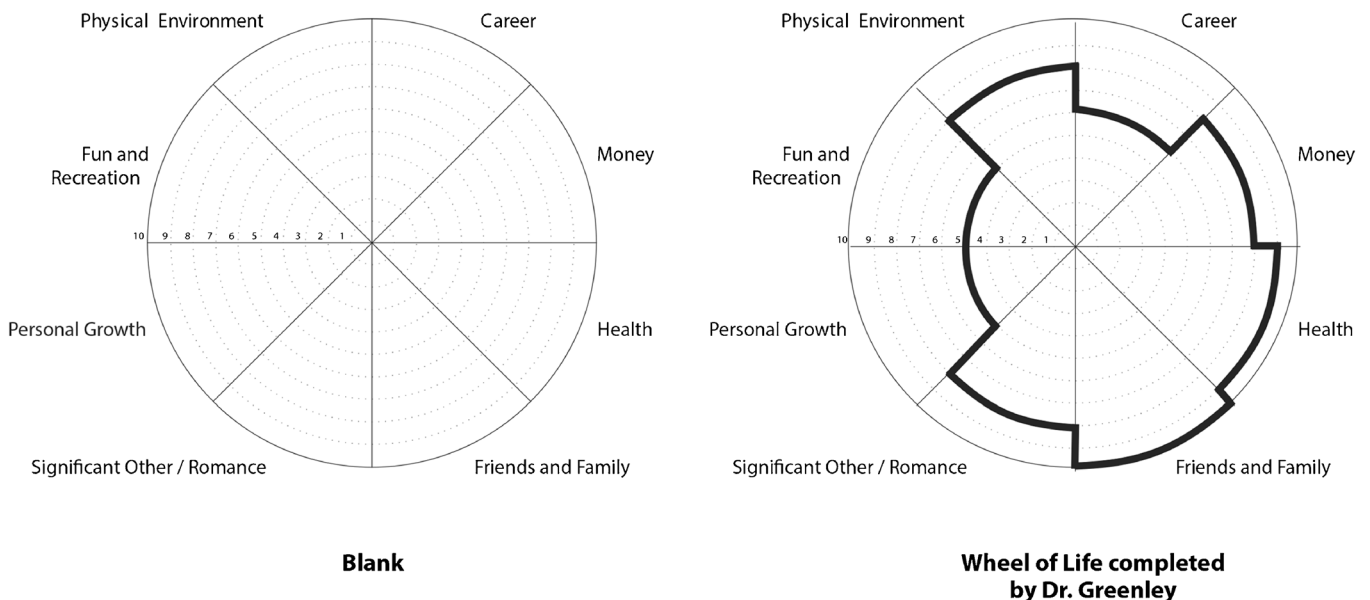 Physical Environment
Career
Fun and
Recreation
Money
10 9 8 7 6 5 4 3 2 1
Personal Growth
Health
Significant Other / Romance
Friends and Family
Blank
Physical Environment
Career
Fun and
Recreation
Money
10 9 8 7 6 5 4 3 2 1
Personal Growth
Health
Significant Other / Romance
Friends and Family
Wheel of Life completed
by Dr. Greenley